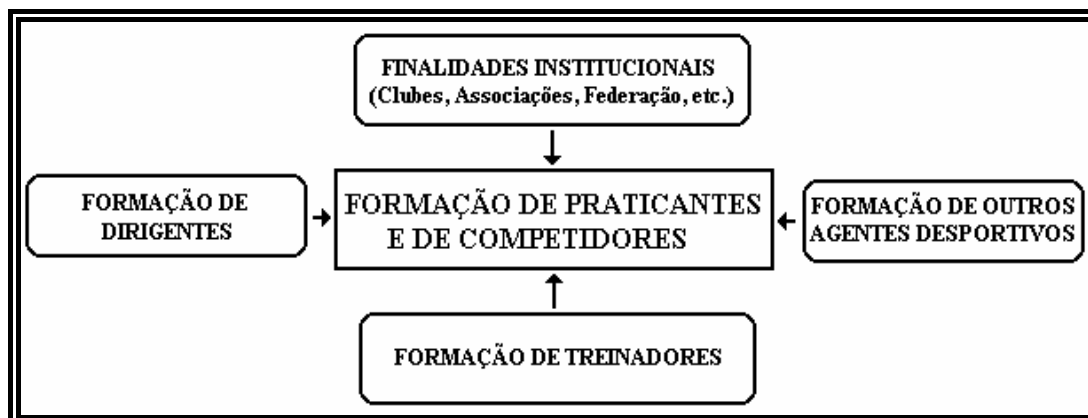 FINALIDADES INSTITUCIONAIS
(Clubes, Associações, Federação, etc.)
FORMAÇÃO DE
DIRIGENTES
FORMAÇÃO DE PRATICANTES
E DE COMPETIDORES
FORMAÇÃO DE OUTROS
AGENTES DESPORTIVOS
FORMAÇÃO DE TREINADORES